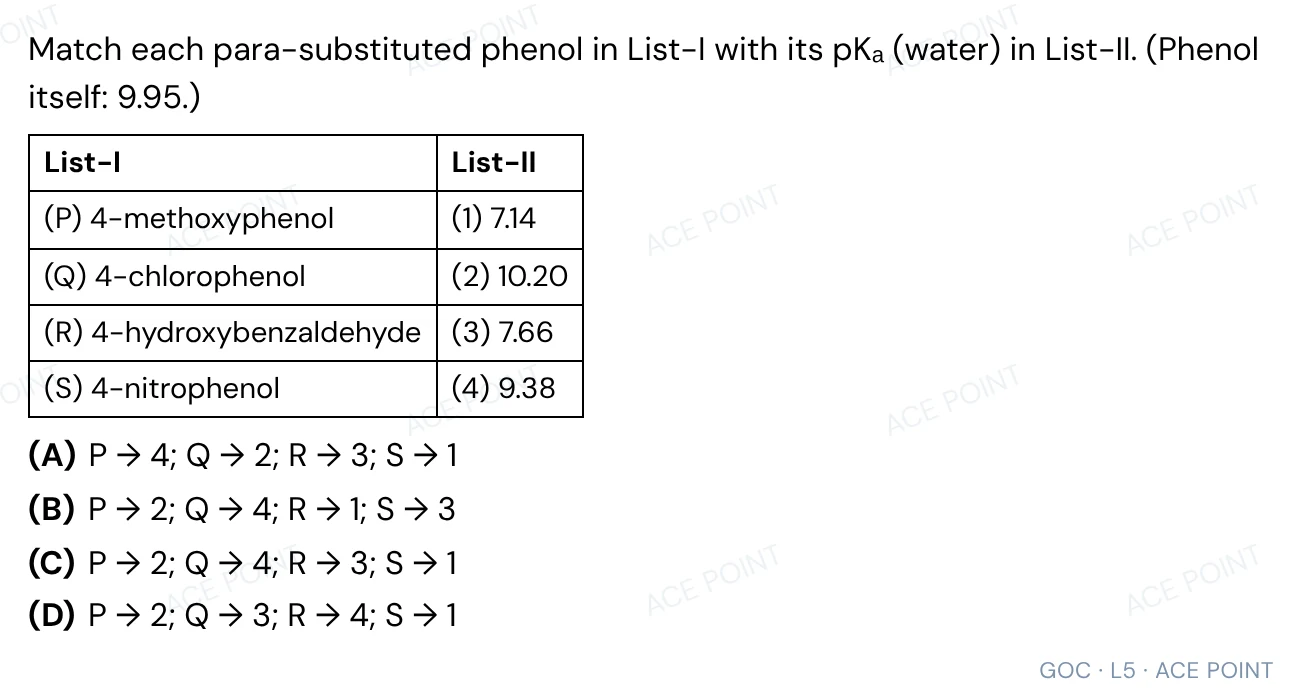 Match each para-substituted phenol in List-I with its pKₐ (water) in List-II. (Phenol
itself: 9.95.)
List-I List-II
(P) 4-methoxyphenol (1) 7.14
(Q) 4-chlorophenol (2) 10.20
(R) 4-hydroxybenzaldehyde (3) 7.66
(S) 4-nitrophenol (4) 9.38
(A) P → 4; Q → 2; R → 3; S → 1
(B) P → 2; Q → 4; R → 1; S → 3
(C) P → 2; Q → 4; R → 3; S → 1
(D) P → 2; Q → 3; R → 4; S → 1
GOC · L5 · ACE POINT